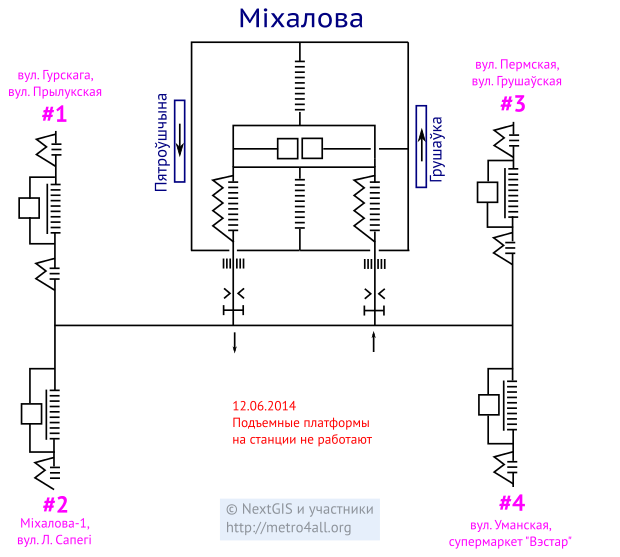 Міхалова
вул. Гурскага,
вул. Прылукская
#1
вул. Пермская,
вул. Грушаўская
#3
Пятроўшчына
Грушаўка
12.06.2014
Подъемные платформы
на станции не работают
#2
Міхалова-1,
вул. Л. Сапегі
#4
вул. Уманская,
супермаркет "Вэстар"
© NextGIS и участники
http://metro4all.org